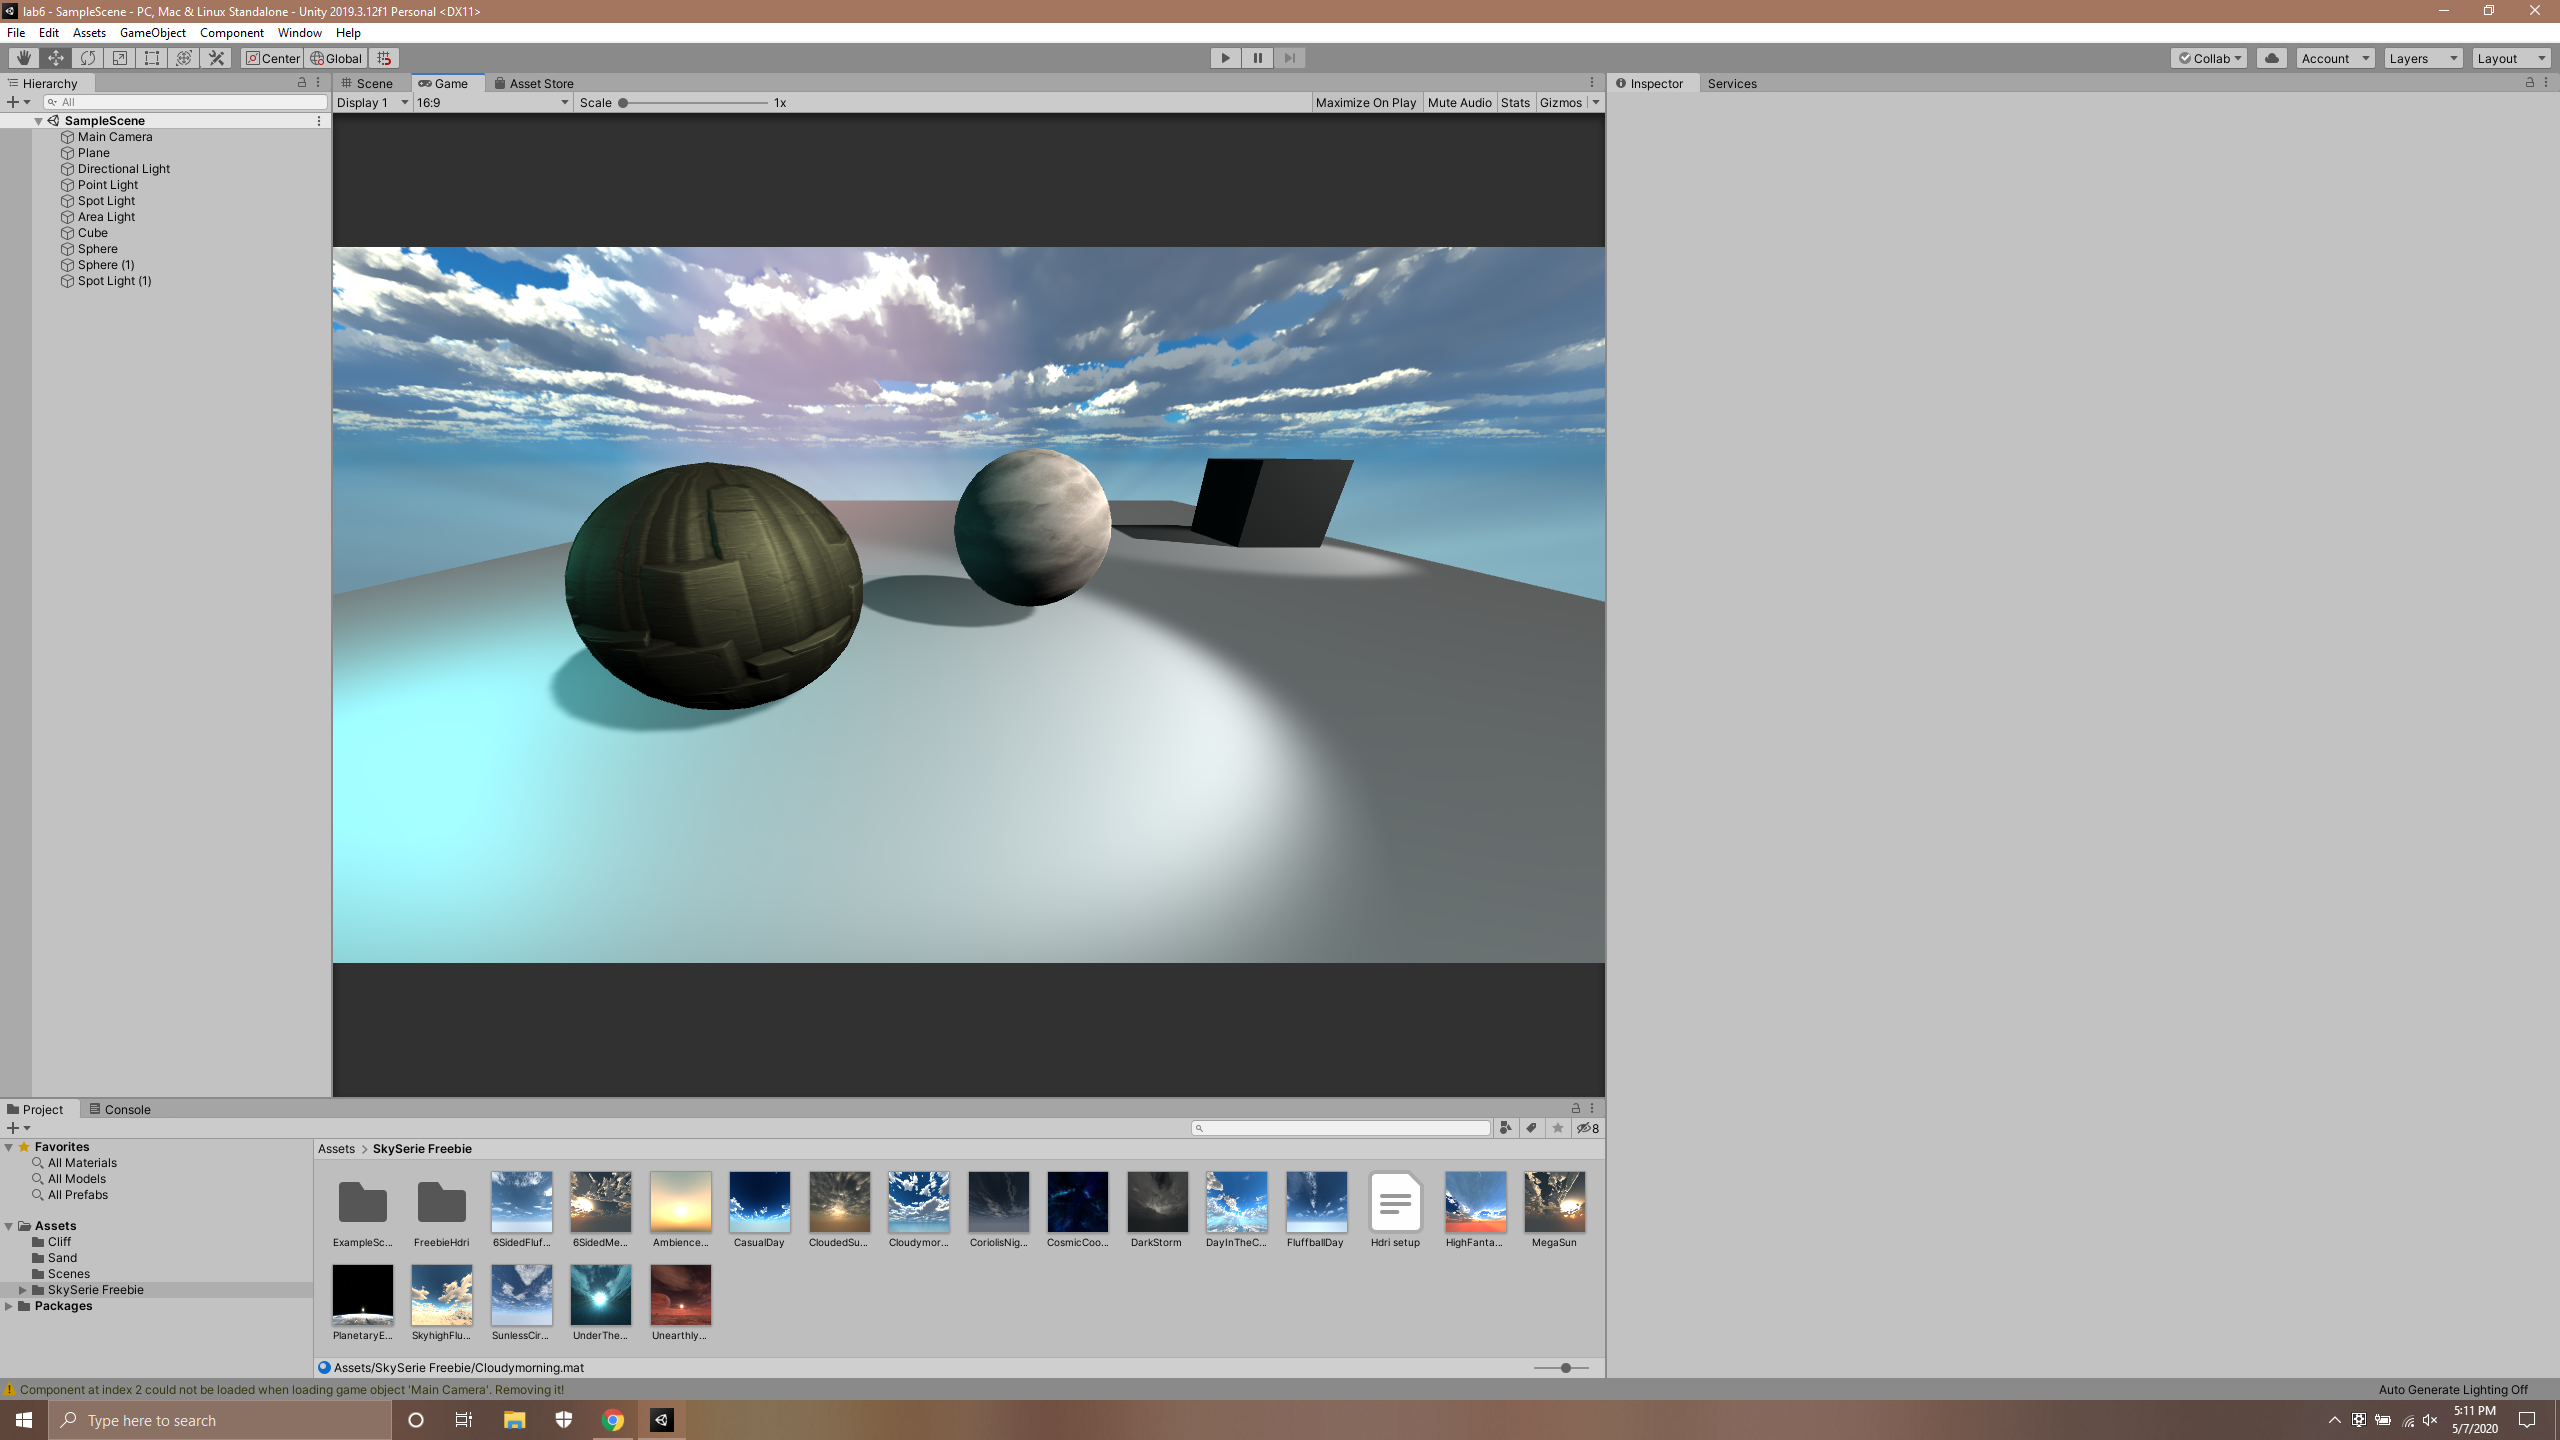 lab6 - SampleScene - PC, Mac & Linux Standalone - Unity 2019.3.12f1 Personal <DX11>
File Edit Assets GameObject Component Window Help
Center Global Collab Account Layers Layout
Hierarchy Scene Game Asset Store Inspector Services
All Display 1 16:9 Scale 1x Maximize On Play Mute Audio Stats Gizmos
SampleScene
Main Camera
Plane
Directional Light
Point Light
Spot Light
Area Light
Cube
Sphere
Sphere (1)
Spot Light (1)
Project Console
8
Favorites
All Materials
All Models
All Prefabs
Assets
Cliff
Sand
Scenes
SkySerie Freebie
Packages
Assets > SkySerie Freebie
ExampleSc... FreebieHdri 6SidedFluf... 6SidedMe... Ambience... CasualDay CloudedSu... Cloudymor... CoriolisNig... CosmicCoo... DarkStorm DayInTheC... FluffballDay Hdri setup HighFanta... MegaSun
PlanetaryE... SkyhighFlu... SunlessCir... UnderThe... Unearthly...
Assets/SkySerie Freebie/Cloudymorning.mat
Component at index 2 could not be loaded when loading game object 'Main Camera'. Removing it!
Auto Generate Lighting Off
Type here to search
5:11 PM
5/7/2020